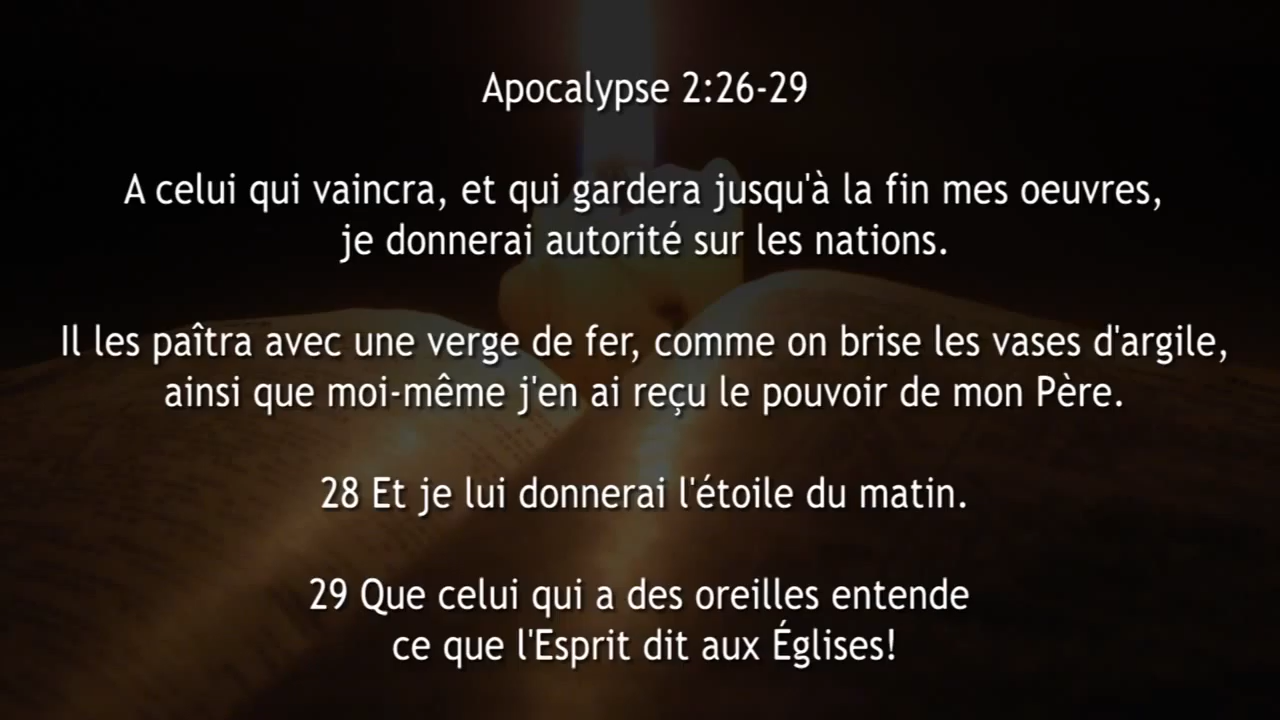 Apocalypse 2:26-29
A celui qui vaincra, et qui gardera jusqu'à la fin mes oeuvres,
je donnerai autorité sur les nations.
Il les paîtra avec une verge de fer, comme on brise les vases d'argile,
ainsi que moi-même j'en ai reçu le pouvoir de mon Père.
28 Et je lui donnerai l'étoile du matin.
29 Que celui qui a des oreilles entende
ce que l'Esprit dit aux Églises!